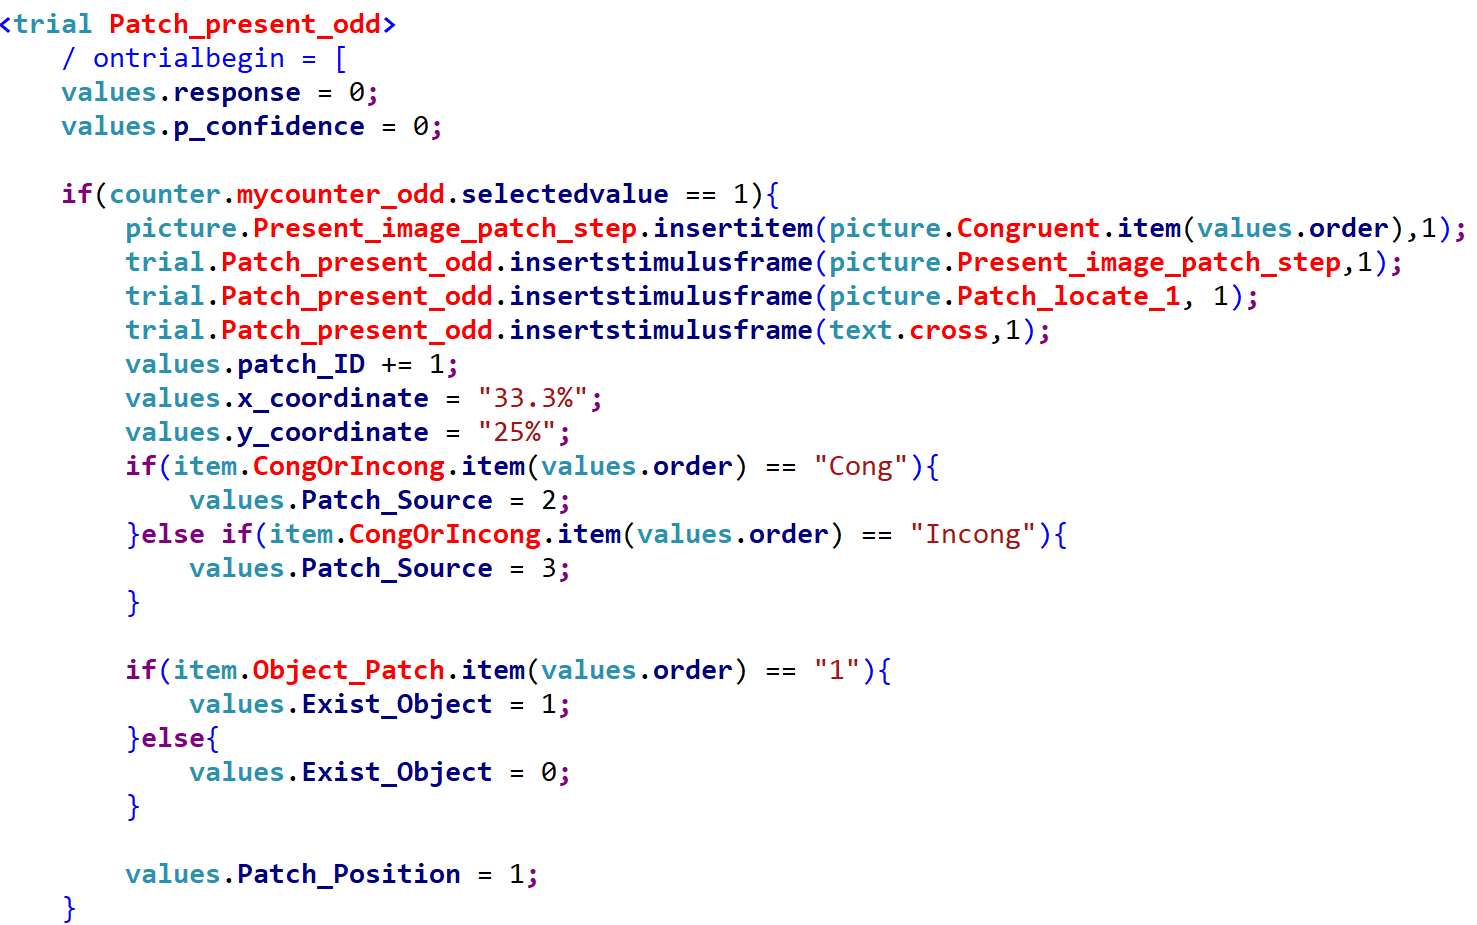 <trial Patch_present_odd>
/ ontrialbegin = [
values.response = 0;
values.p_confidence = 0;
if(counter.mycounter_odd.selectedvalue == 1){
picture.Present_image_patch_step.insertitem(picture.Congruent.item(values.order),1);
trial.Patch_present_odd.insertstimulusframe(picture.Present_image_patch_step,1);
trial.Patch_present_odd.insertstimulusframe(picture.Patch_locate_1, 1);
trial.Patch_present_odd.insertstimulusframe(text.cross,1);
values.patch_ID += 1;
values.x_coordinate = "33.3%";
values.y_coordinate = "25%";
if(item.CongOrIncong.item(values.order) == "Cong"){
values.Patch_Source = 2;
}else if(item.CongOrIncong.item(values.order) == "Incong"){
values.Patch_Source = 3;
}
if(item.Object_Patch.item(values.order) == "1"){
values.Exist_Object = 1;
}else{
values.Exist_Object = 0;
}
values.Patch_Position = 1;
}